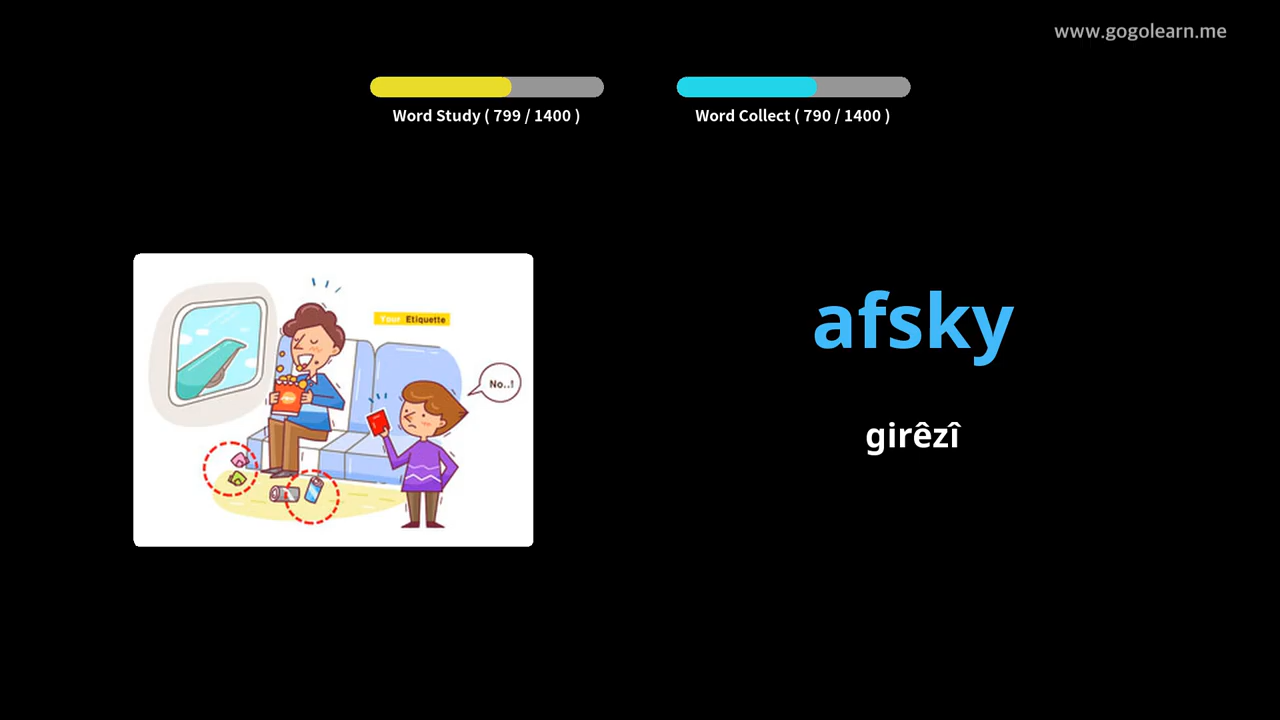 www.gogolearn.me
Word Study ( 799 / 1400 )
Word Collect ( 790 / 1400 )
Your Etiquette
No..!
afsky
girêzî